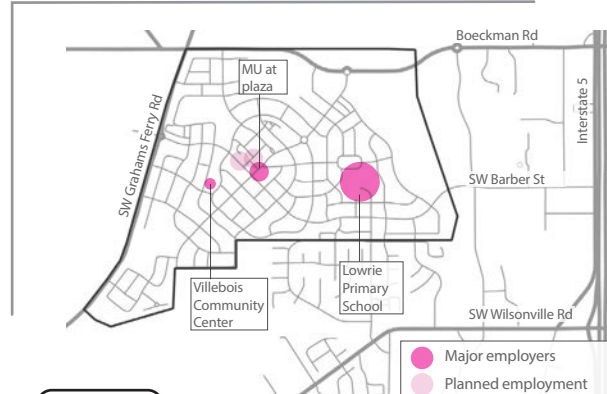 Boeckman Rd
MU at
plaza
SW Grahams Ferry Rd
Interstate 5
SW Barber St
Villebois
Community
Center
Lowrie
Primary
School
SW Wilsonville Rd
Major employers
Planned employment